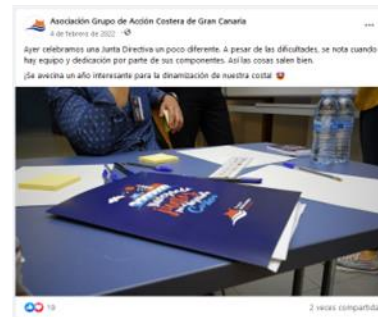 Asociación Grupo de Acción Costera de Gran Canaria
4 de febrero de 2022
Ayer celebramos una Junta Directiva un poco diferente. A pesar de las dificultades, se nota cuando
hay equipo y dedicación por parte de sus componentes. Así las cosas salen bien.
¡Se avecina un año interesante para la dinamización de nuestra costa!
18
2 veces compartida